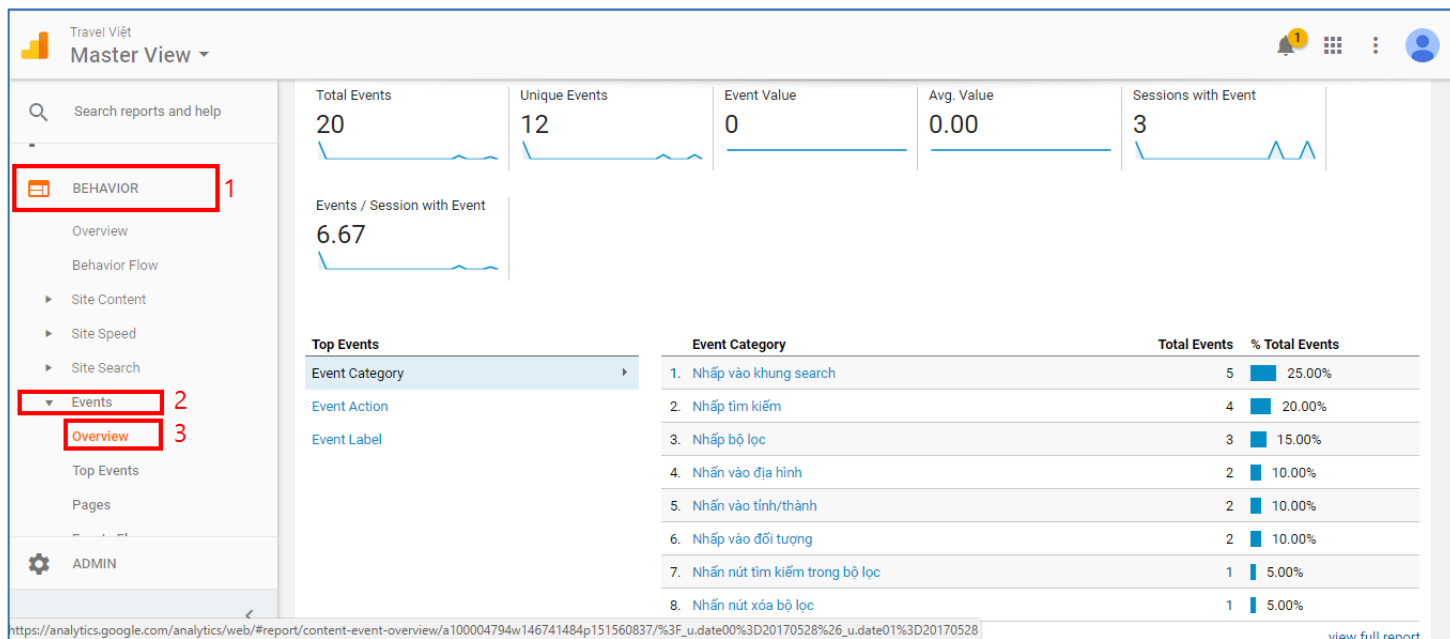 Travel Việt
Master View
1
Search reports and help
BEHAVIOR 1
Overview
Behavior Flow
Site Content
Site Speed
Site Search
Events 2
Overview 3
Top Events
Pages
ADMIN
Total Events Unique Events Event Value Avg. Value Sessions with Event
20 12 0 0.00 3
Events / Session with Event
6.67
Top Events
Event Category
Event Action
Event Label
Event Category Total Events % Total Events
1. Nhấp vào khung search 5 25.00%
2. Nhấp tìm kiếm 4 20.00%
3. Nhấp bộ lọc 3 15.00%
4. Nhấn vào địa hình 2 10.00%
5. Nhấn vào tỉnh/thành 2 10.00%
6. Nhấp vào đối tượng 2 10.00%
7. Nhấn nút tìm kiếm trong bộ lọc 1 5.00%
8. Nhấn nút xóa bộ lọc 1 5.00%
view full report
https://analytics.google.com/analytics/web/#report/content-event-overview/a100004794w146741484p151560837/%3F_u.date00%3D20170528%26_u.date01%3D20170528